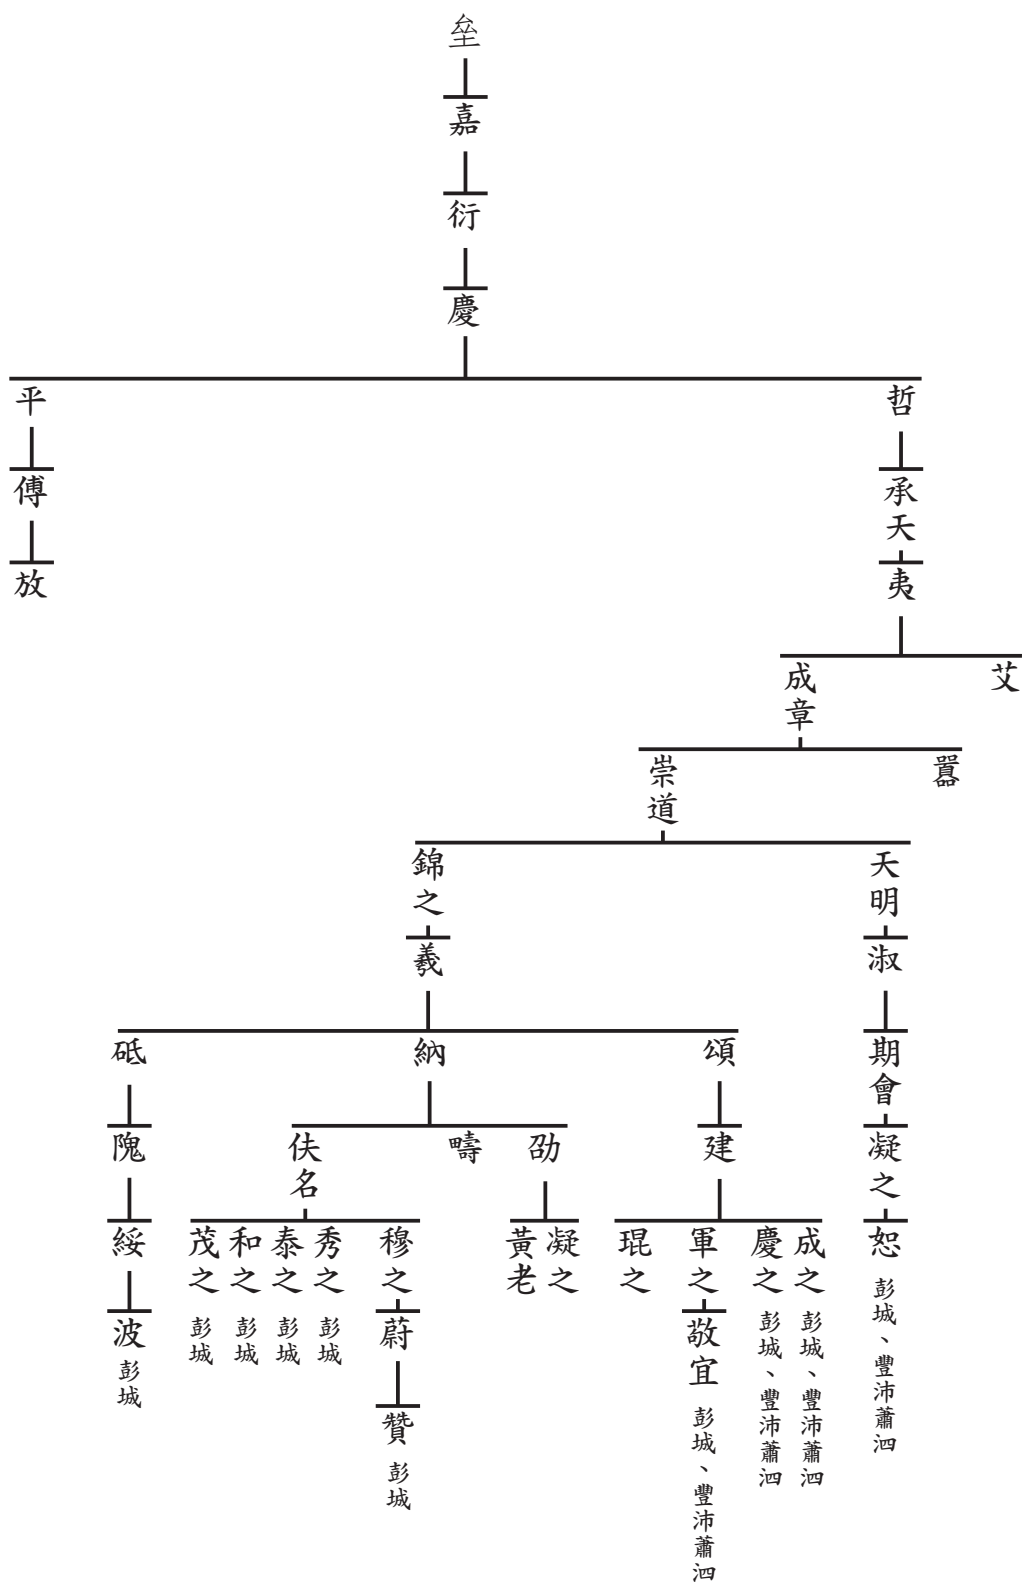 垒
嘉
衍
慶
平
哲
傅
承天
放
夷
成章
艾
崇道
嚚
錦之
天明
羲
淑
砥
納
頌
期會
隗
佚名
疇
劭
建
凝之
綏
茂之 彭城
和之 彭城
泰之 彭城
秀之 彭城
穆之
黃老
凝之
琨之
軍之
慶之 彭城、豐沛蕭泗
成之 彭城、豐沛蕭泗
恕 彭城、豐沛蕭泗
波 彭城
蔚
敬宜 彭城、豐沛蕭泗
贊 彭城